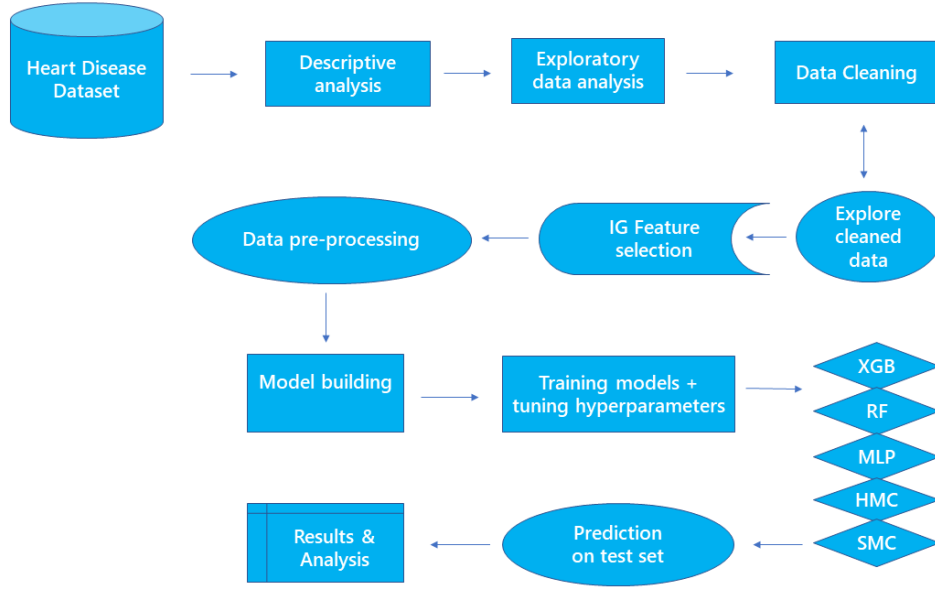 Heart Disease
Dataset
Descriptive
analysis
Exploratory
data analysis
Data Cleaning
Explore
cleaned
data
IG Feature
selection
Data pre-processing
Model building
Training models +
tuning hyperparameters
XGB
RF
MLP
HMC
SMC
Prediction
on test set
Results &
Analysis